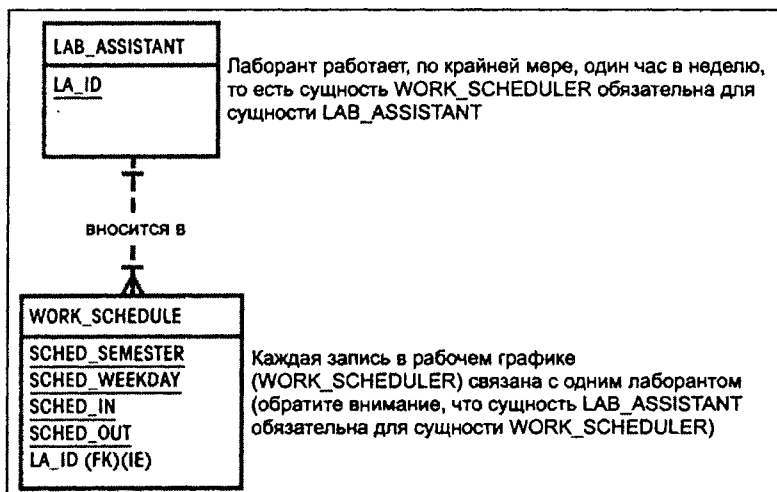 LAB_ASSISTANT
LA_ID
Лаборант работает, по крайней мере, один час в неделю,
то есть сущность WORK_SCHEDULER обязательна для
сущности LAB_ASSISTANT
вносится в
WORK_SCHEDULE
SCHED_SEMESTER
SCHED_WEEKDAY
SCHED_IN
SCHED_OUT
LA_ID (FK)(IE)
Каждая запись в рабочем графике
(WORK_SCHEDULER) связана с одним лаборантом
(обратите внимание, что сущность LAB_ASSISTANT
обязательна для сущности WORK_SCHEDULER)